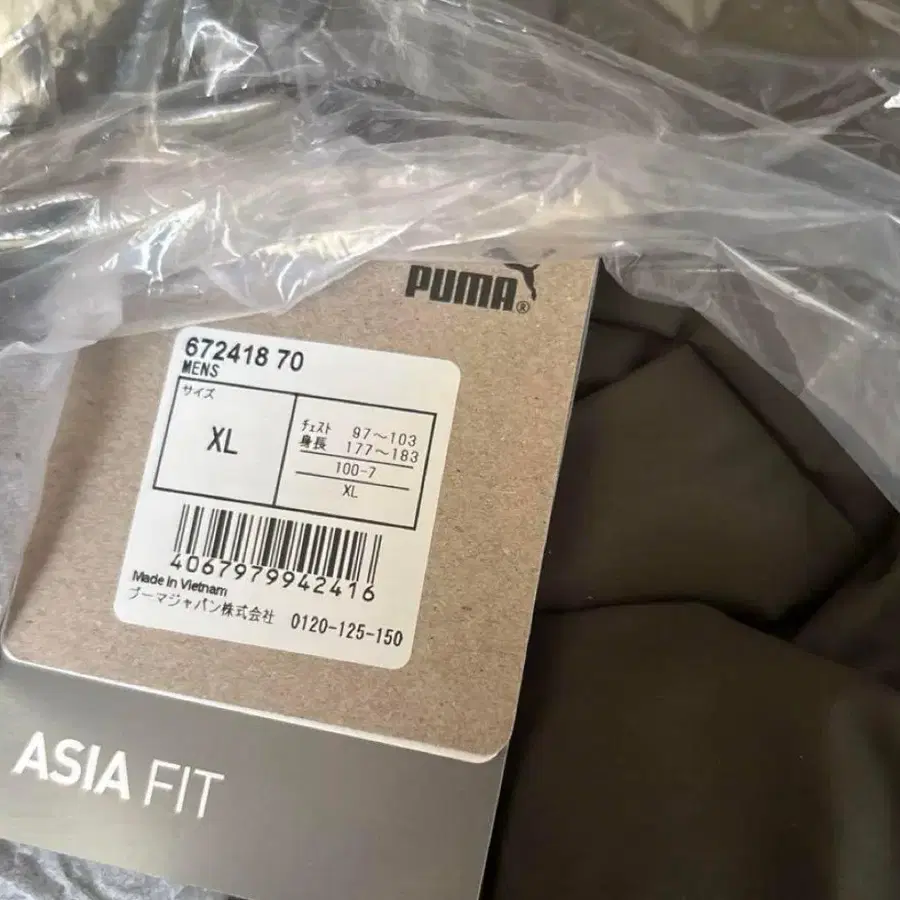 PUMA®
672418 70
MENS
サイズ
XL
チェスト 97～103
身長 177～183
100-7
XL
4067979942416
Made in Vietnam
プーマジャパン株式会社 0120-125-150
ASIA FIT